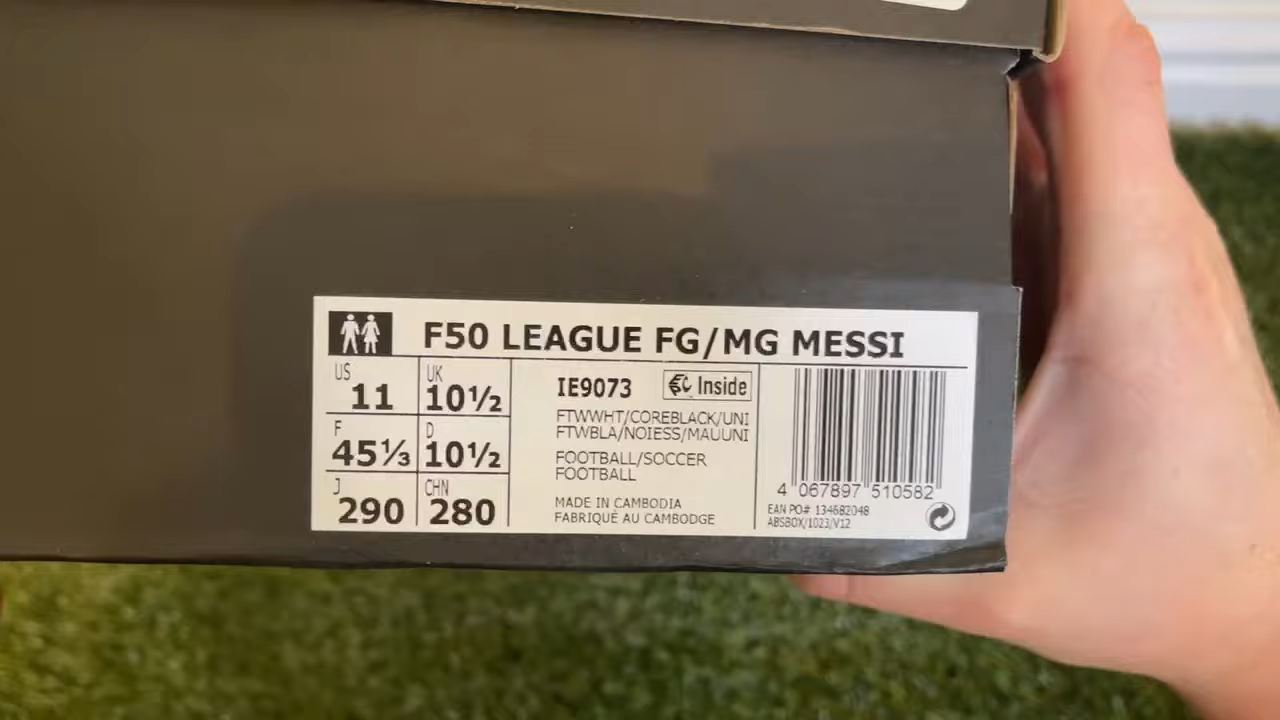 F50 LEAGUE FG/MG MESSI
US
11
UK
10½
F
45⅓
D
10½
J
290
CHN
280
IE9073
Inside
FTWWHT/COREBLACK/UNI
FTWBLA/NOIESS/MAUUNI
FOOTBALL/SOCCER
FOOTBALL
MADE IN CAMBODIA
FABRIQUÉ AU CAMBODGE
4 067897 510582
EAN PO# 134682048
ABSBOX/1023/V12